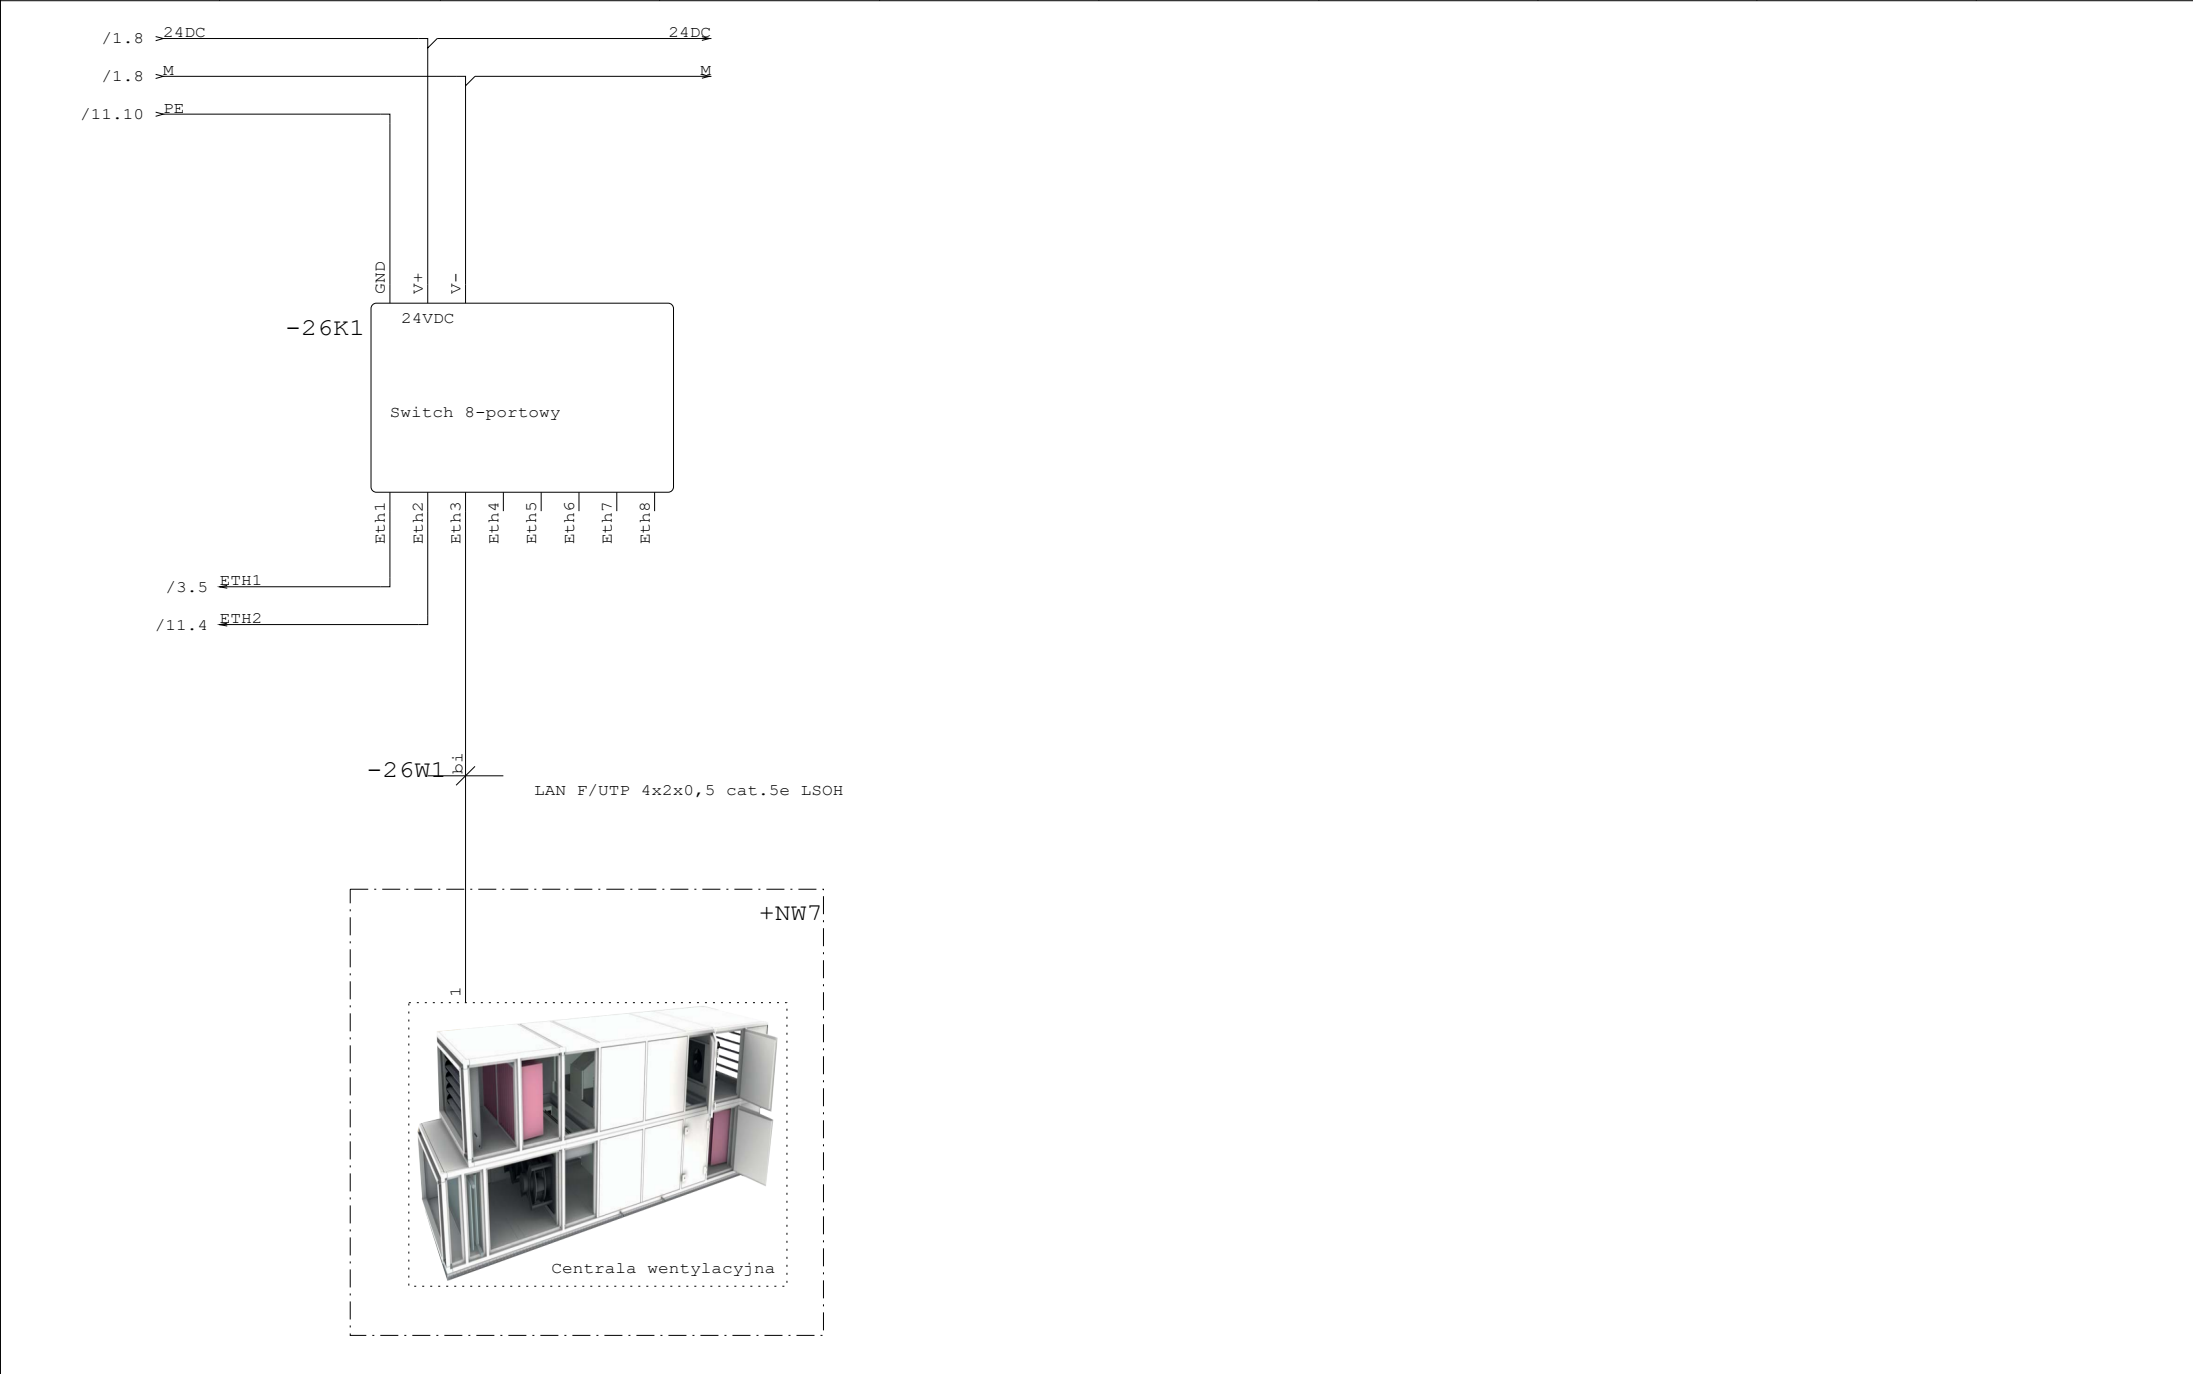 /1.8 24DC 24DC
/1.8 M M
/11.10 PE
GND V+ V-
24VDC
-26K1
Switch 8-portowy
Eth1 Eth2 Eth3 Eth4 Eth5 Eth6 Eth7 Eth8
/3.5 ETH1
/11.4 ETH2
-26W1 bi
LAN F/UTP 4x2x0,5 cat.5e LSOH
+NW7
1
Centrala wentylacyjna